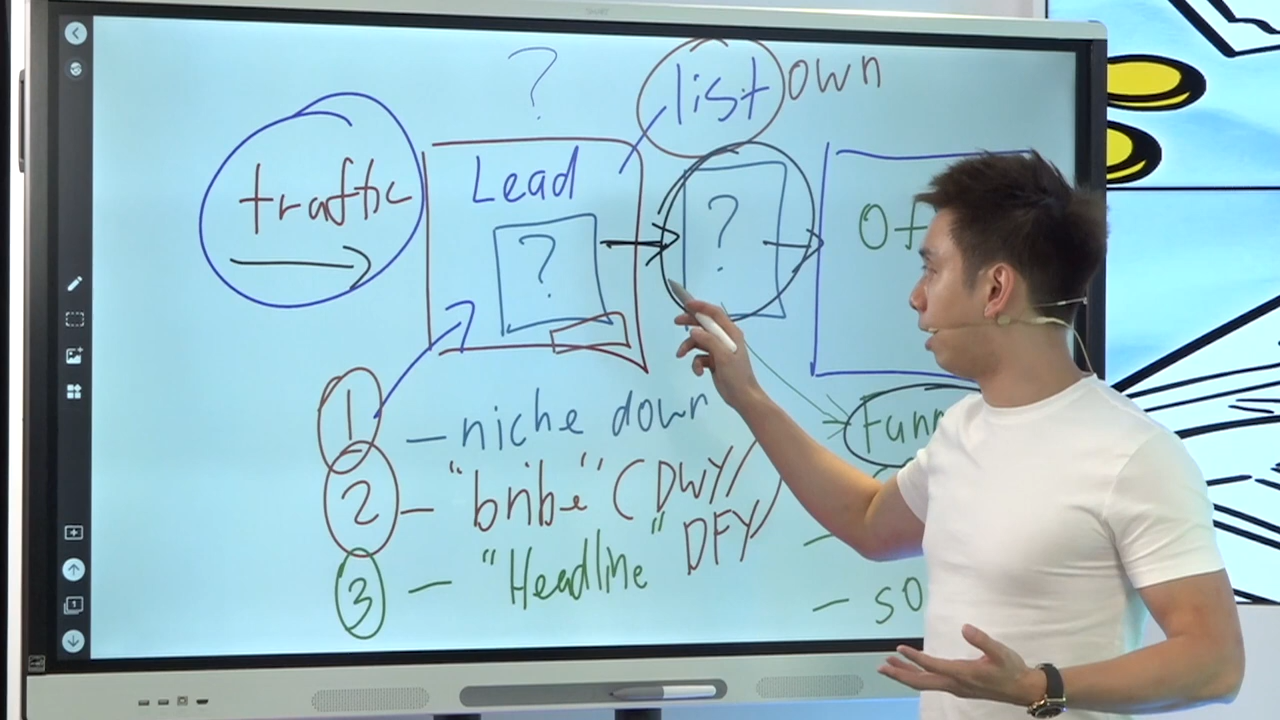 ?
list own
traffic
Lead
?
?
Of
1 - niche down
2 - "bribe" (DWY/
DFY)
3 - "Headline"
Funn
- so